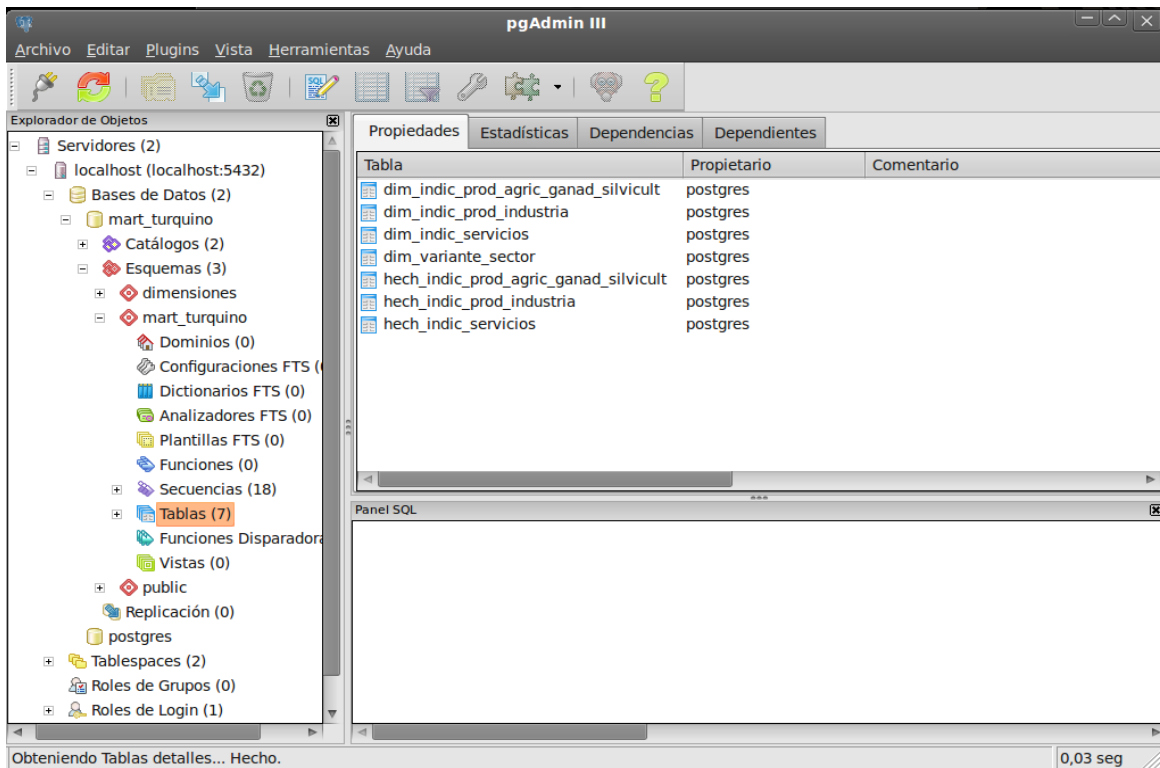 pgAdmin III
Archivo Editar Plugins Vista Herramientas Ayuda
SQL
Explorador de Objetos
Servidores (2)
localhost (localhost:5432)
Bases de Datos (2)
mart_turquino
Catálogos (2)
Esquemas (3)
dimensiones
mart_turquino
Dominios (0)
Configuraciones FTS (
Dictionarios FTS (0)
Analizadores FTS (0)
Plantillas FTS (0)
Funciones (0)
Secuencias (18)
Tablas (7)
Funciones Disparadora
Vistas (0)
public
Replicación (0)
postgres
Tablespaces (2)
Roles de Grupos (0)
Roles de Login (1)
Propiedades Estadísticas Dependencias Dependientes
Tabla Propietario Comentario
dim_indic_prod_agric_ganad_silvicult postgres
dim_indic_prod_industria postgres
dim_indic_servicios postgres
dim_variante_sector postgres
hech_indic_prod_agric_ganad_silvicult postgres
hech_indic_prod_industria postgres
hech_indic_servicios postgres
Panel SQL
Obteniendo Tablas detalles... Hecho. 0,03 seg